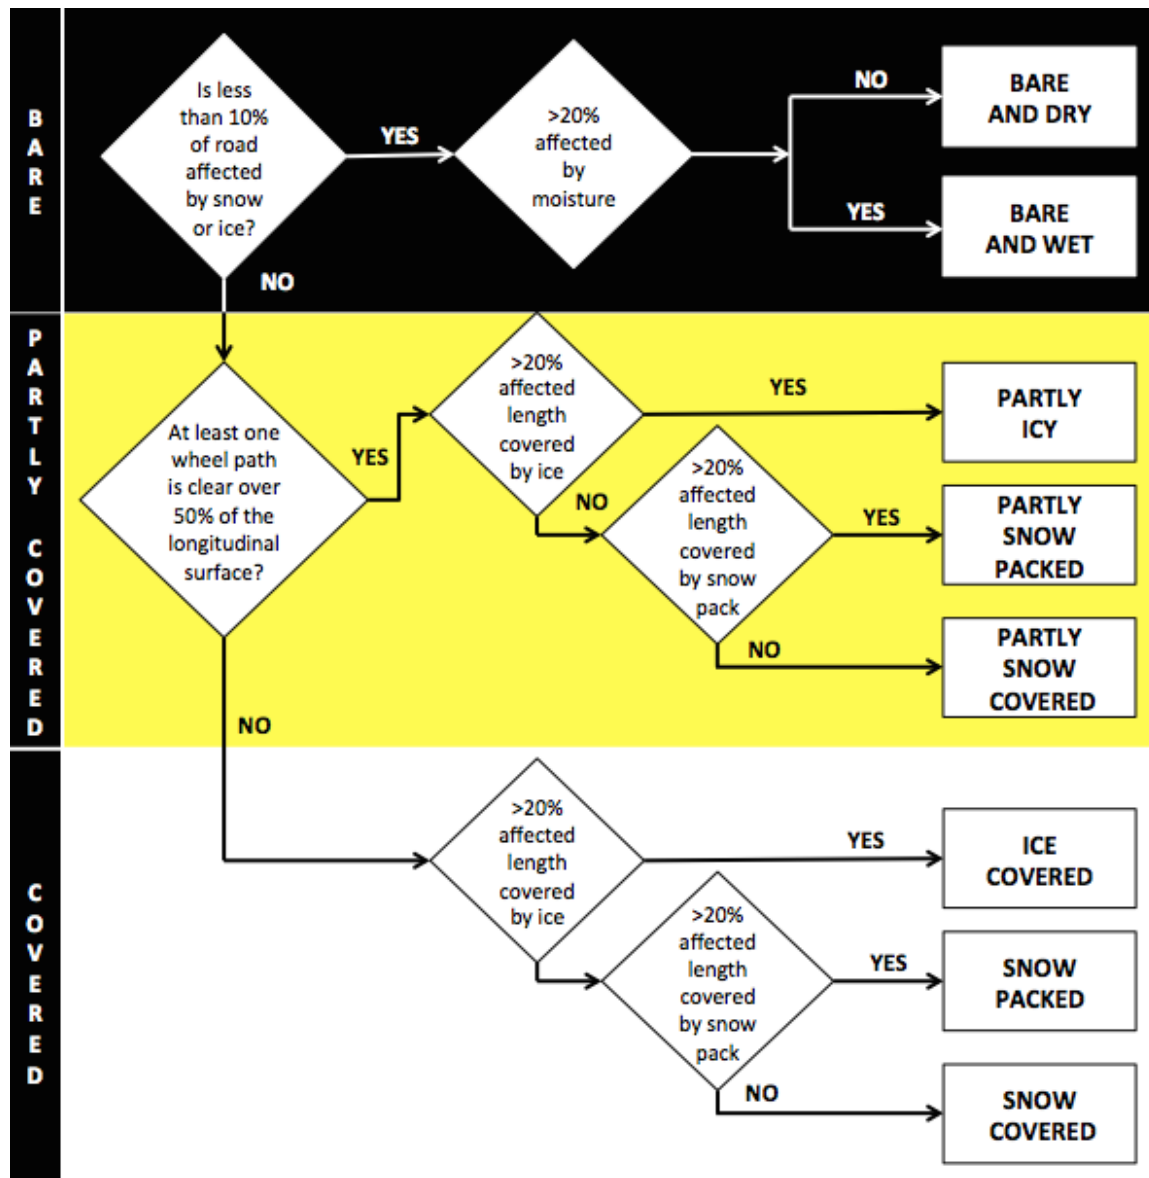 BARE
Is less
than 10%
of road
affected
by snow
or ice?
YES
>20%
affected
by
moisture
NO
BARE
AND DRY
YES
BARE
AND WET
NO
PARTLY COVERED
At least one
wheel path
is clear over
50% of the
longitudinal
surface?
YES
>20%
affected
length
covered
by ice
YES
PARTLY
ICY
NO
>20%
affected
length
covered
by snow
pack
YES
PARTLY
SNOW
PACKED
NO
PARTLY
SNOW
COVERED
NO
COVERED
>20%
affected
length
covered
by ice
YES
ICE
COVERED
>20%
affected
length
covered
by snow
pack
YES
SNOW
PACKED
NO
SNOW
COVERED